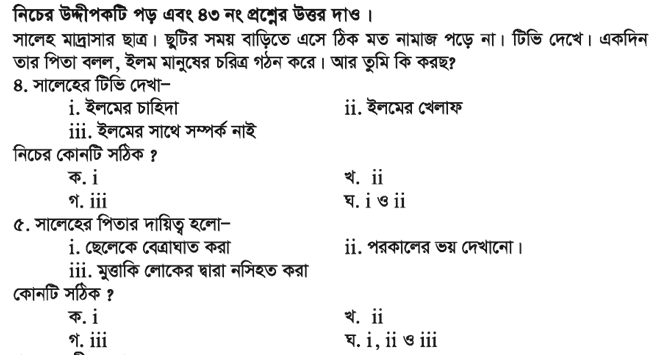 নিচের উদ্দীপকটি পড় এবং ৪৩ নং প্রশ্নের উত্তর দাও ।
সালেহ মাদ্রাসার ছাত্র। ছুটির সময় বাড়িতে এসে ঠিক মত নামাজ পড়ে না। টিভি দেখে। একদিন
তার পিতা বলল, ইলম মানুষের চরিত্র গঠন করে। আর তুমি কি করছ?
৪. সালেহের টিভি দেখা–
i. ইলমের চাহিদা ii. ইলমের খেলাফ
iii. ইলমের সাথে সম্পর্ক নাই
নিচের কোনটি সঠিক ?
ক. i খ. ii
গ. iii ঘ. i ও ii
৫. সালেহের পিতার দায়িত্ব হলো–
i. ছেলেকে বেত্রাঘাত করা ii. পরকালের ভয় দেখানো।
iii. মুত্তাকি লোকের দ্বারা নসিহত করা
কোনটি সঠিক ?
ক. i খ. ii
গ. iii ঘ. i, ii ও iii